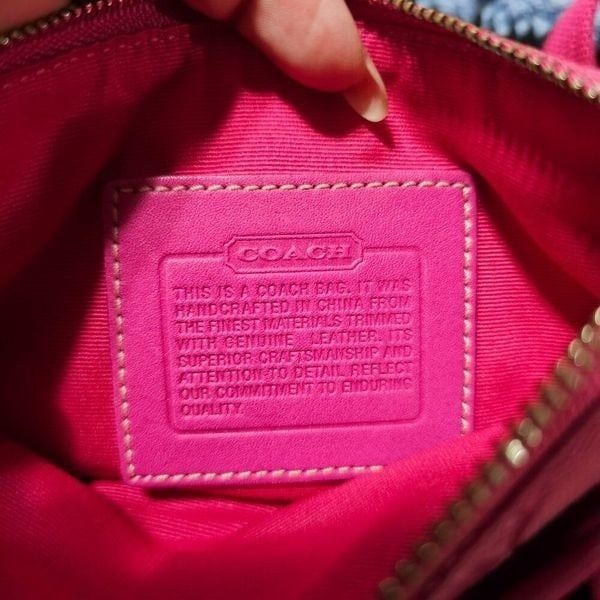 COACH
THIS IS A COACH BAG. IT WAS
HANDCRAFTED IN CHINA FROM
THE FINEST MATERIALS TRIMMED
WITH GENUINE LEATHER. ITS
SUPERIOR CRAFTSMANSHIP AND
ATTENTION TO DETAIL REFLECT
OUR COMMITMENT TO ENDURING
QUALITY.